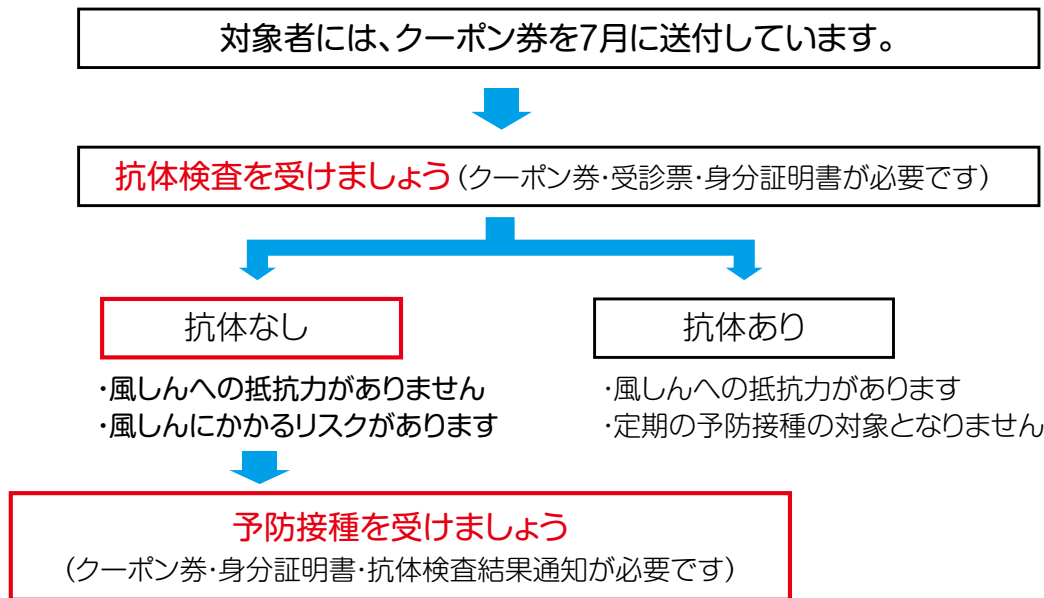 対象者には、クーポン券を7月に送付しています。
抗体検査を受けましょう（クーポン券・受診票・身分証明書が必要です）
抗体なし
・風しんへの抵抗力がありません
・風しんにかかるリスクがあります
抗体あり
・風しんへの抵抗力があります
・定期の予防接種の対象となりません
予防接種を受けましょう
（クーポン券・身分証明書・抗体検査結果通知が必要です）